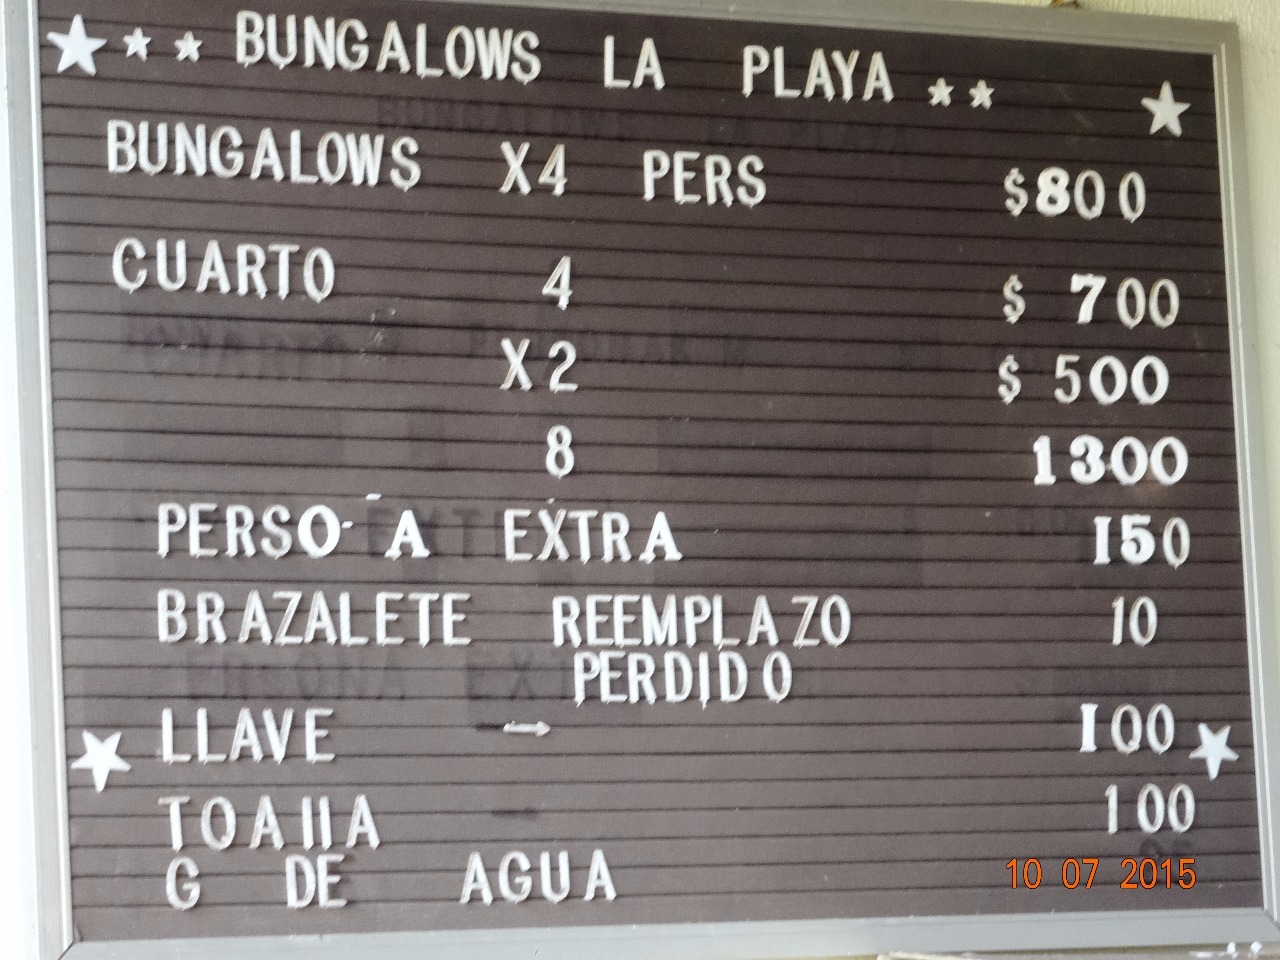 BUNGALOWS LA PLAYA
BUNGALOWS X4 PERS $800
CUARTO 4 $ 700
X2 $ 500
8 1300
PERSO A EXTRA 150
BRAZALETE REEMPLAZO 10
PERDIDO
LLAVE → 100
TOAIIA 100
G DE AGUA
10 07 2015